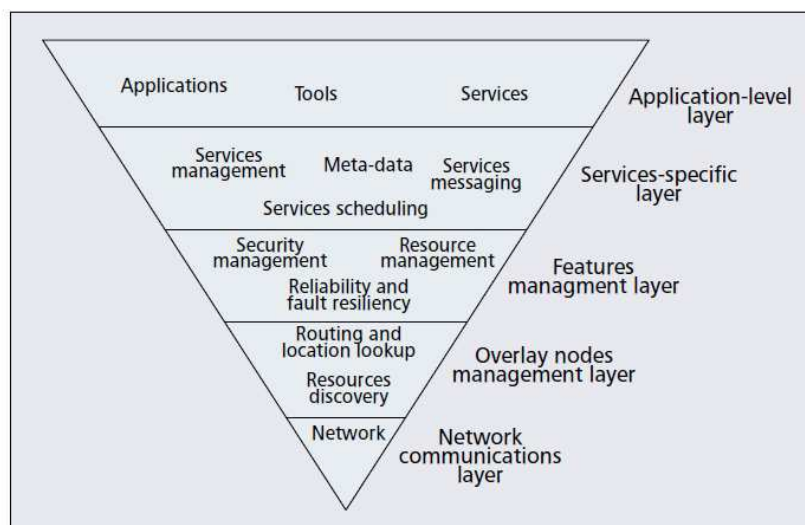 Applications
Tools
Services
Application-level
layer
Services
management
Meta-data
Services
messaging
Services scheduling
Services-specific
layer
Security
management
Resource
management
Reliability and
fault resiliency
Features
managment layer
Routing and
location lookup
Resources
discovery
Overlay nodes
management layer
Network
Network
communications
layer